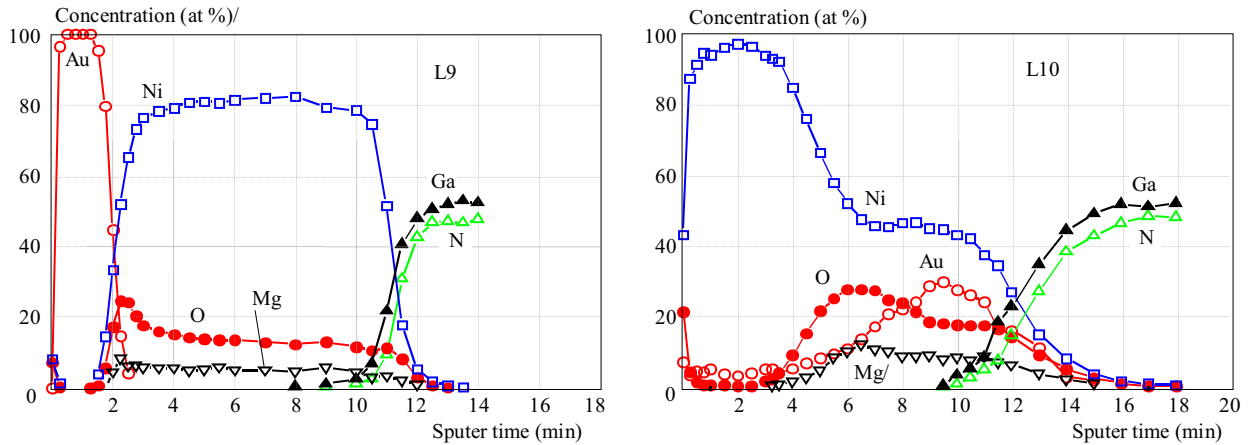 Concentration (at %)/
100
80
60
40
20
0
Au
Ni
L9
Ga
N
O
Mg
2 4 6 8 10 12 14 16 18
Sputer time (min)
Concentration (at %)
100
80
60
40
20
0
L10
Ni
Ga
N
O
Au
Mg/
2 4 6 8 10 12 14 16 18 20
Sputer time (min)